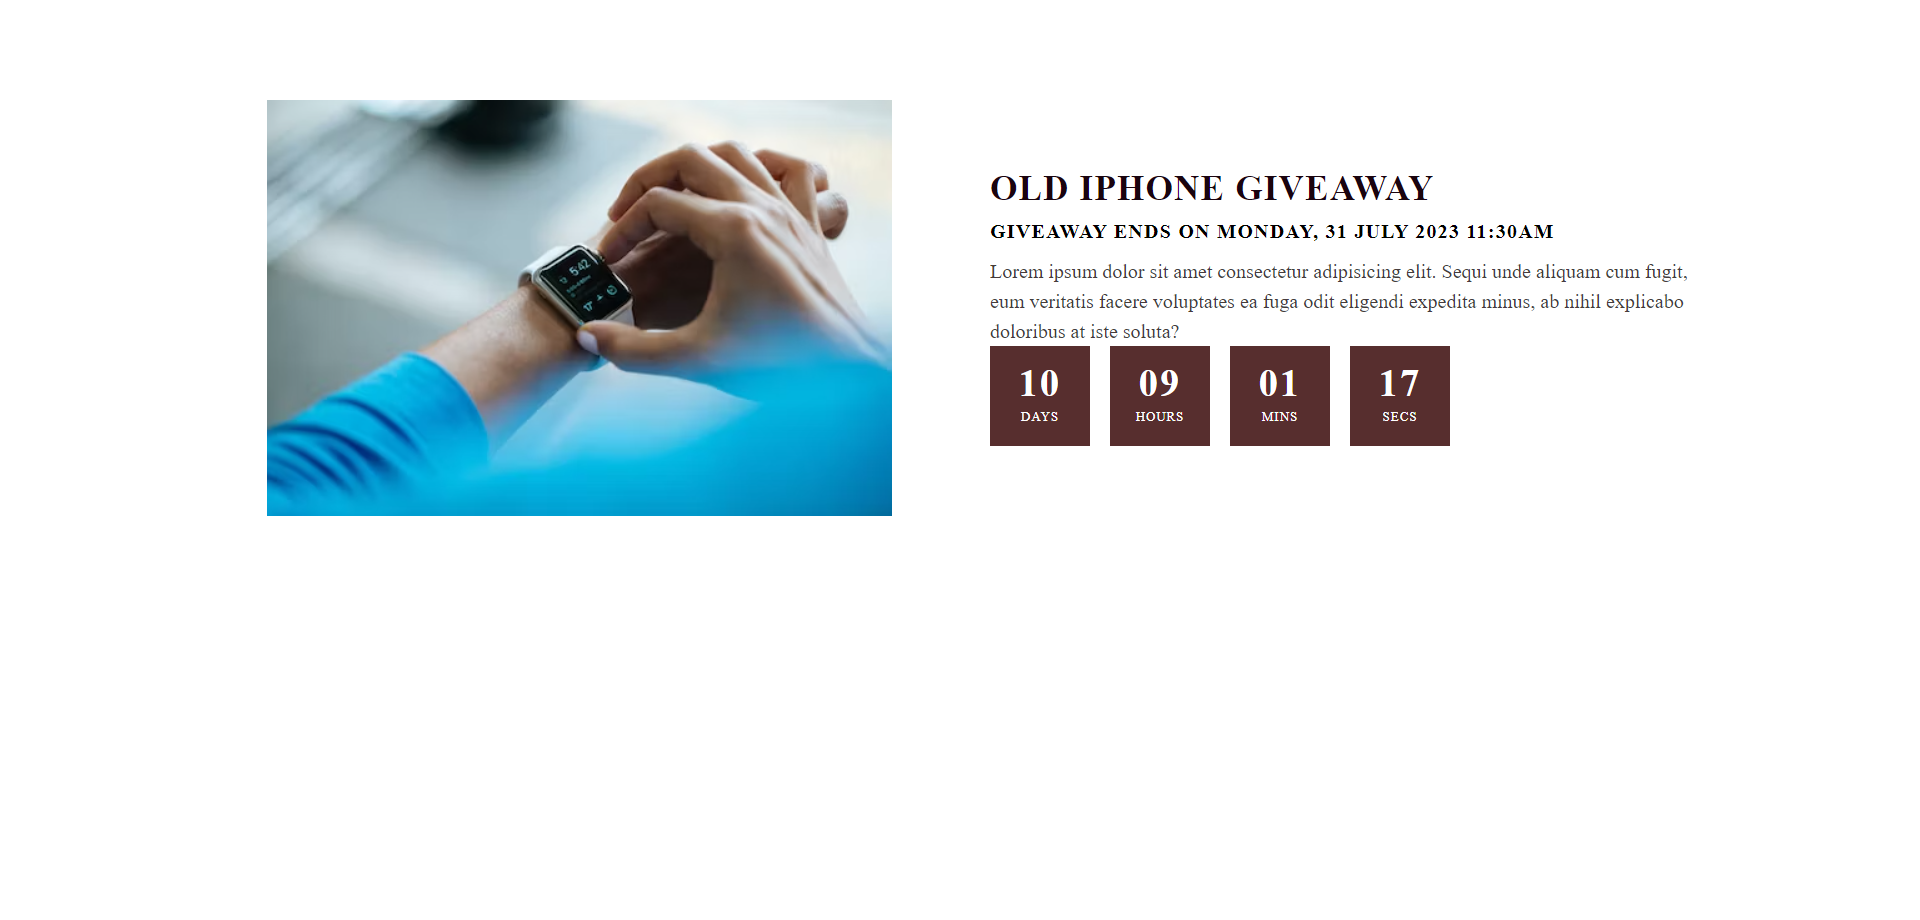 5:42
OLD IPHONE GIVEAWAY
GIVEAWAY ENDS ON MONDAY, 31 JULY 2023 11:30AM
Lorem ipsum dolor sit amet consectetur adipisicing elit. Sequi unde aliquam cum fugit,
eum veritatis facere voluptates ea fuga odit eligendi expedita minus, ab nihil explicabo
doloribus at iste soluta?
10 09 01 17
DAYS HOURS MINS SECS